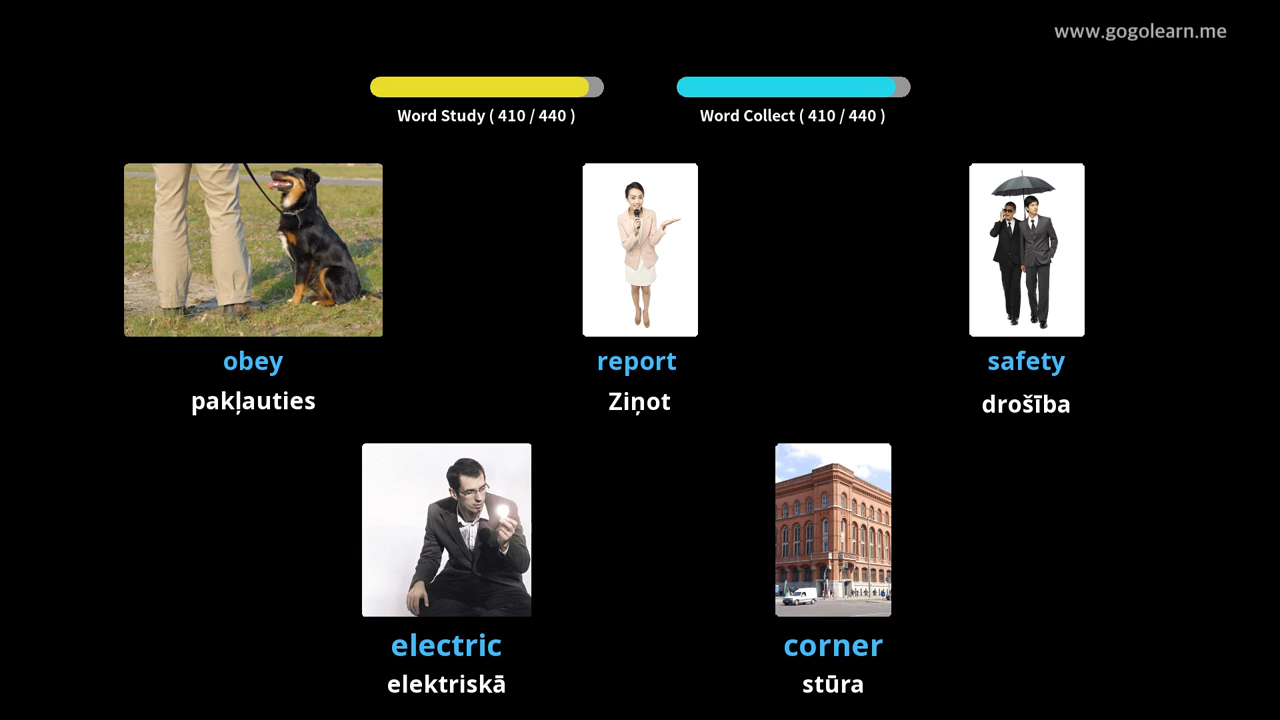 www.gogolearn.me
Word Study ( 410 / 440 )
Word Collect ( 410 / 440 )
obey
report
safety
pakļauties
Ziņot
drošība
electric
corner
elektriskā
stūra